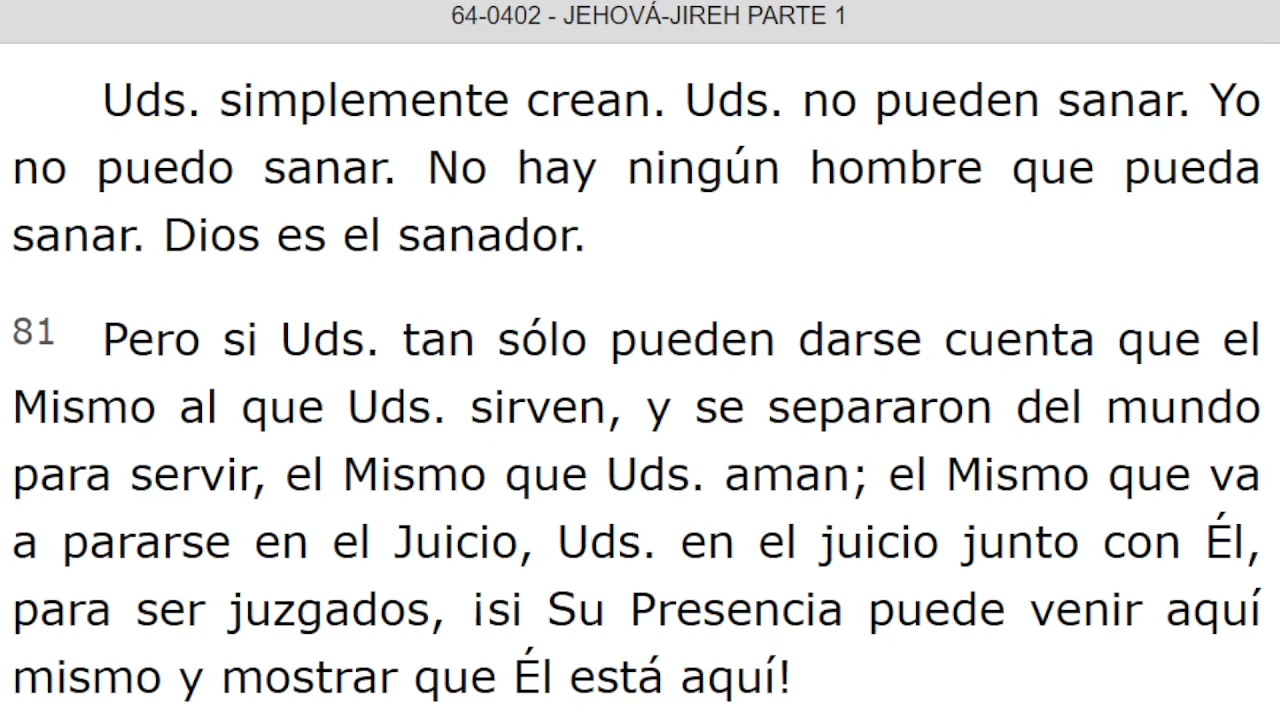 64-0402 - JEHOVÁ-JIREH PARTE 1
Uds. simplemente crean. Uds. no pueden sanar. Yo
no puedo sanar. No hay ningún hombre que pueda
sanar. Dios es el sanador.
81 Pero si Uds. tan sólo pueden darse cuenta que el
Mismo al que Uds. sirven, y se separaron del mundo
para servir, el Mismo que Uds. aman; el Mismo que va
a pararse en el Juicio, Uds. en el juicio junto con Él,
para ser juzgados, ¡si Su Presencia puede venir aquí
mismo y mostrar que Él está aquí!